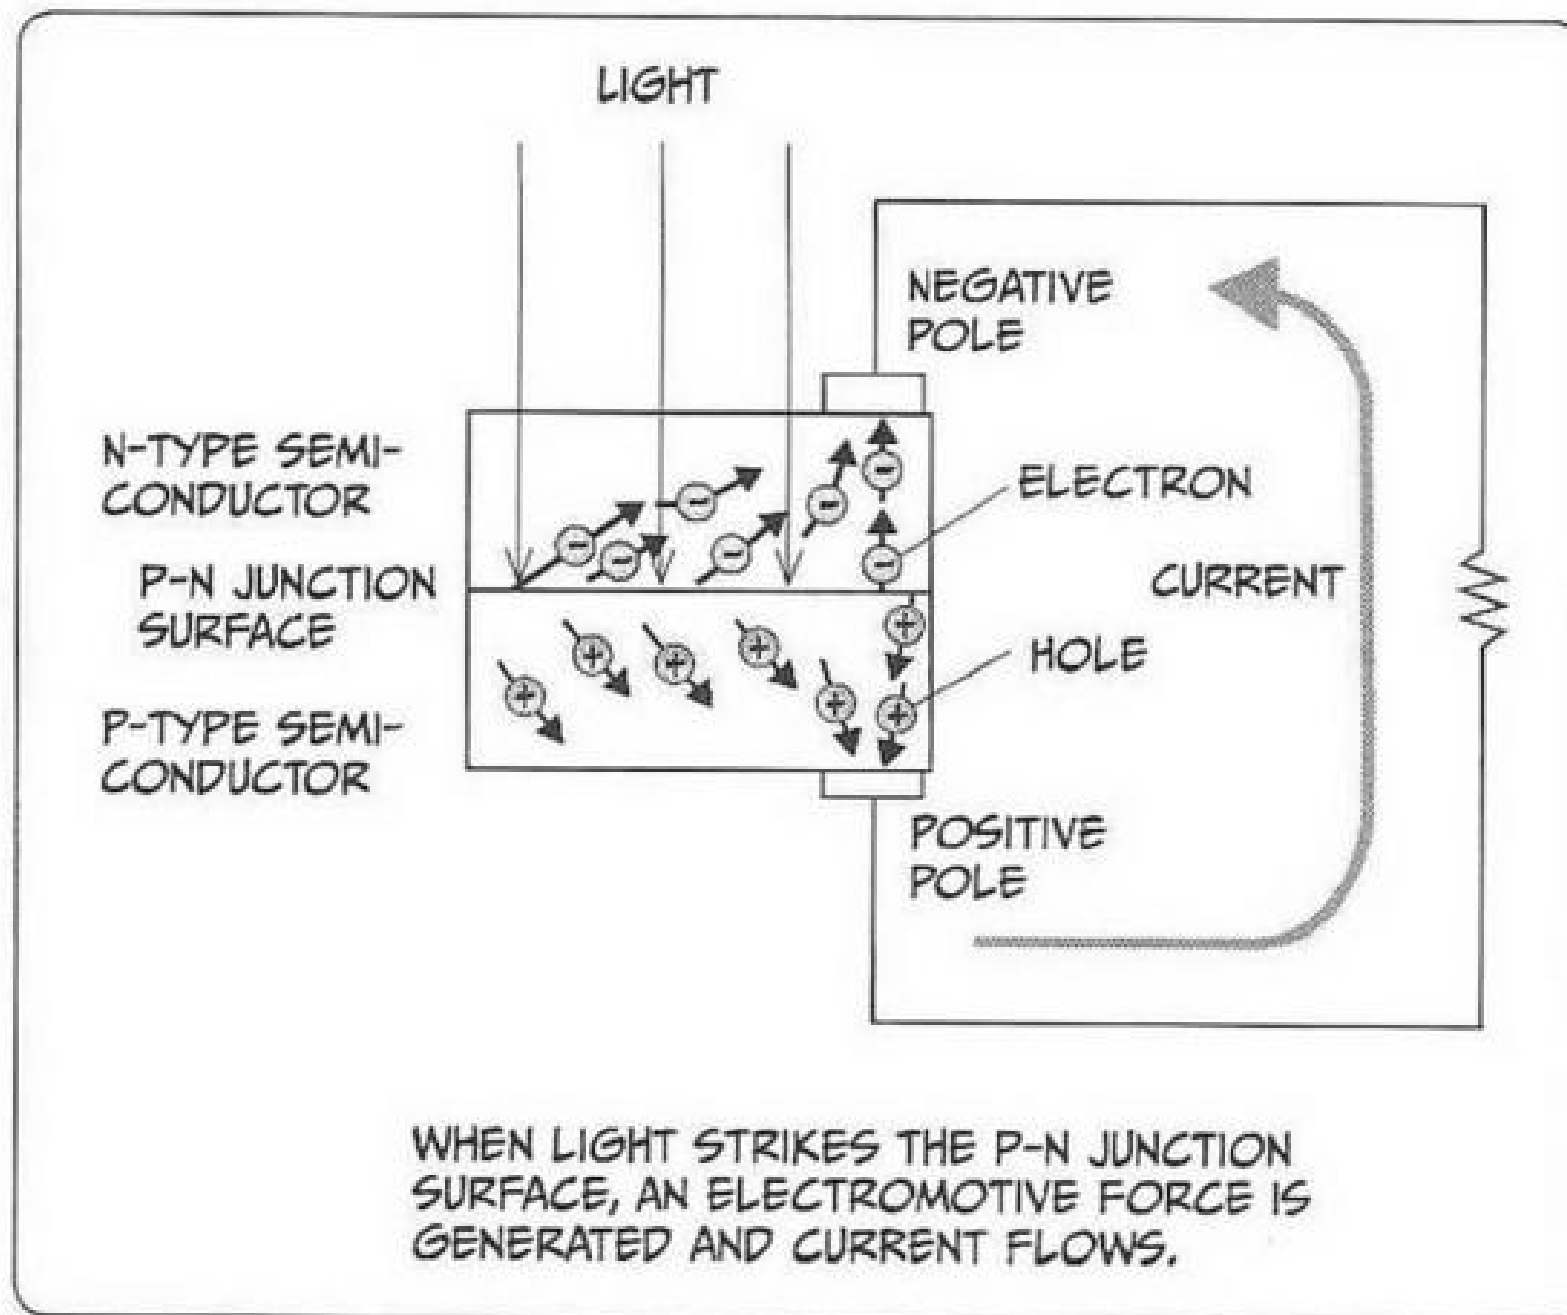 LIGHT
NEGATIVE
POLE
N-TYPE SEMI-
CONDUCTOR
ELECTRON
P-N JUNCTION
SURFACE
CURRENT
HOLE
P-TYPE SEMI-
CONDUCTOR
POSITIVE
POLE
WHEN LIGHT STRIKES THE P-N JUNCTION
SURFACE, AN ELECTROMOTIVE FORCE IS
GENERATED AND CURRENT FLOWS.